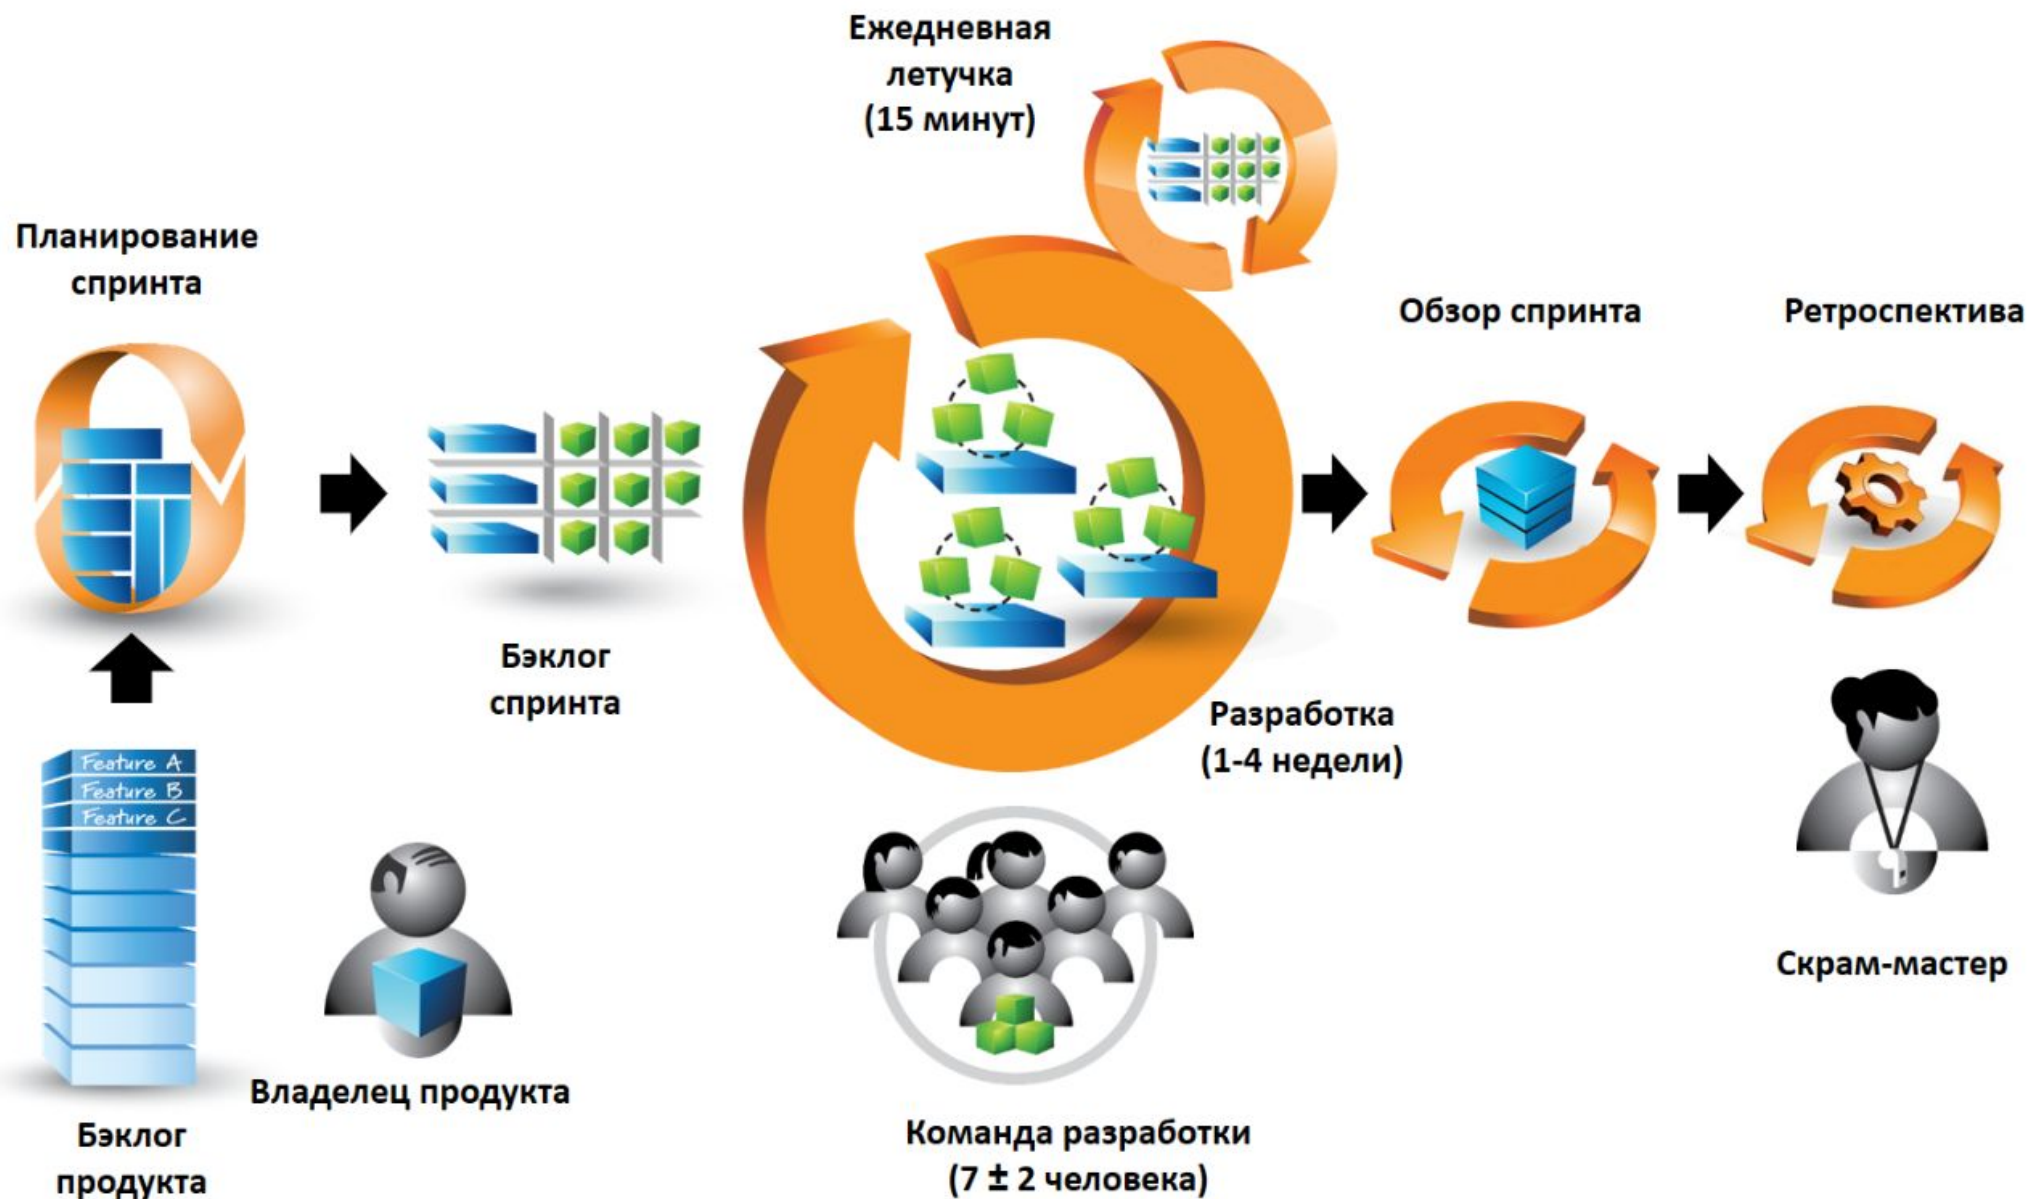 Ежедневная
летучка
(15 минут)
Планирование
спринта
Обзор спринта
Ретроспектива
Бэклог
спринта
Разработка
(1-4 недели)
Feature A
Feature B
Feature C
Скрам-мастер
Владелец продукта
Бэклог
продукта
Команда разработки
(7 ± 2 человека)